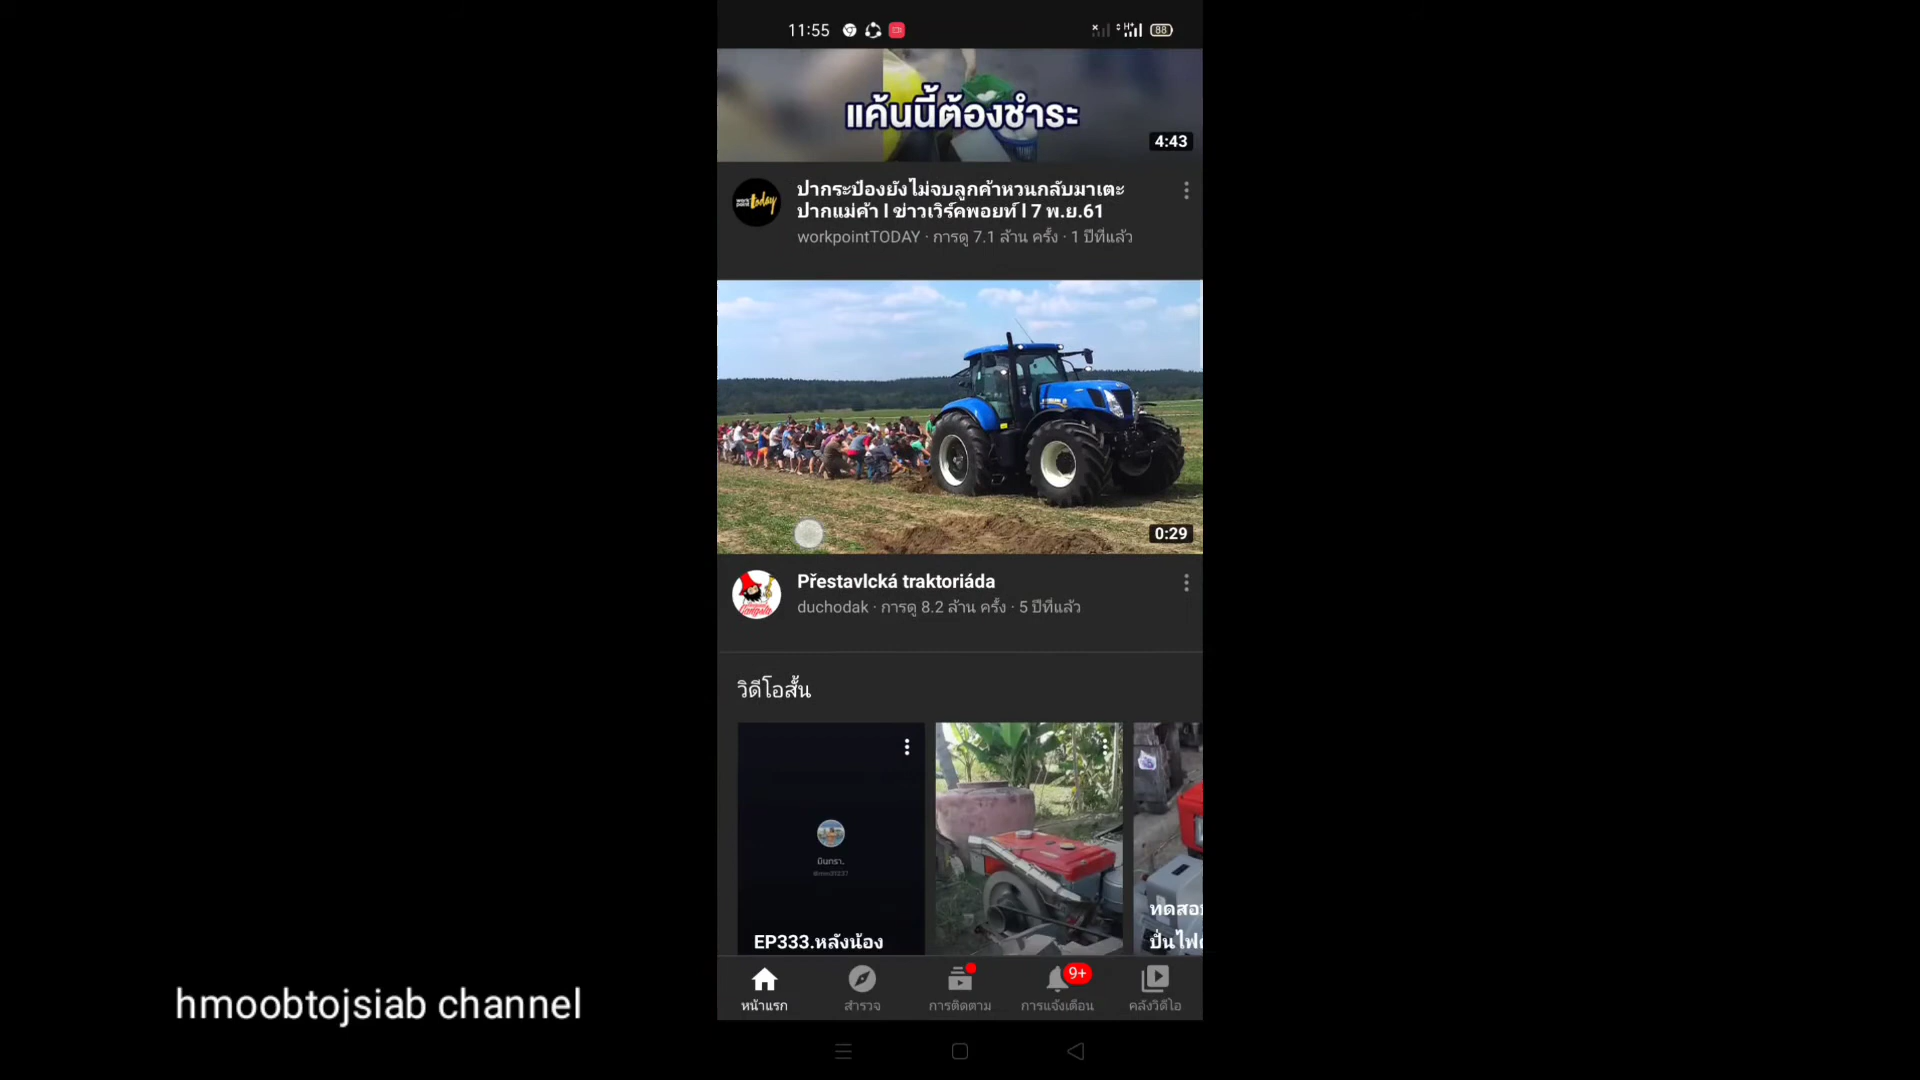 11:55
88
แค้นนี้ต้องชำระ
4:43
workpoint today
ปากระป๋องยังไม่จบลูกค้าหวนกลับมาเตะ
ปากแม่ค้า l ข่าวเวิร์คพอยท์ l 7 พ.ย.61
workpointTODAY · การดู 7.1 ล้าน ครั้ง · 1 ปีที่แล้ว
0:29
Přestavlcká traktoriáda
duchodak · การดู 8.2 ล้าน ครั้ง · 5 ปีที่แล้ว
วิดีโอสั้น
มินทรา..
EP333.หลังน้อง
ทดสอ
ปั่นไฟ
9+
หน้าแรก
สำรวจ
การติดตาม
การแจ้งเตือน
คลังวิดีโอ
hmoobtojsiab channel